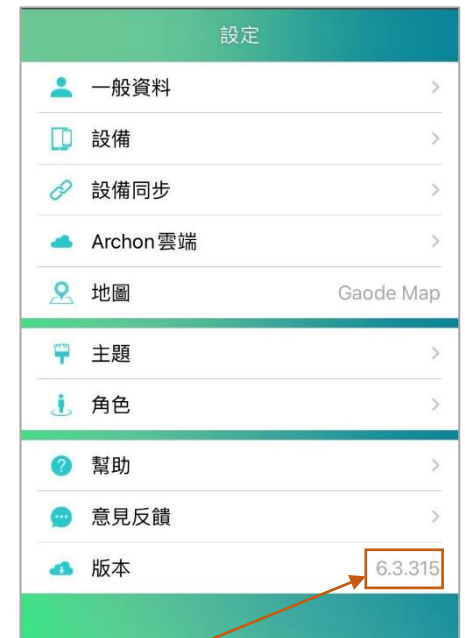 設定
一般資料
設備
設備同步
Archon雲端
地圖 Gaode Map
主題
角色
幫助
意見反饋
版本 6.3.315